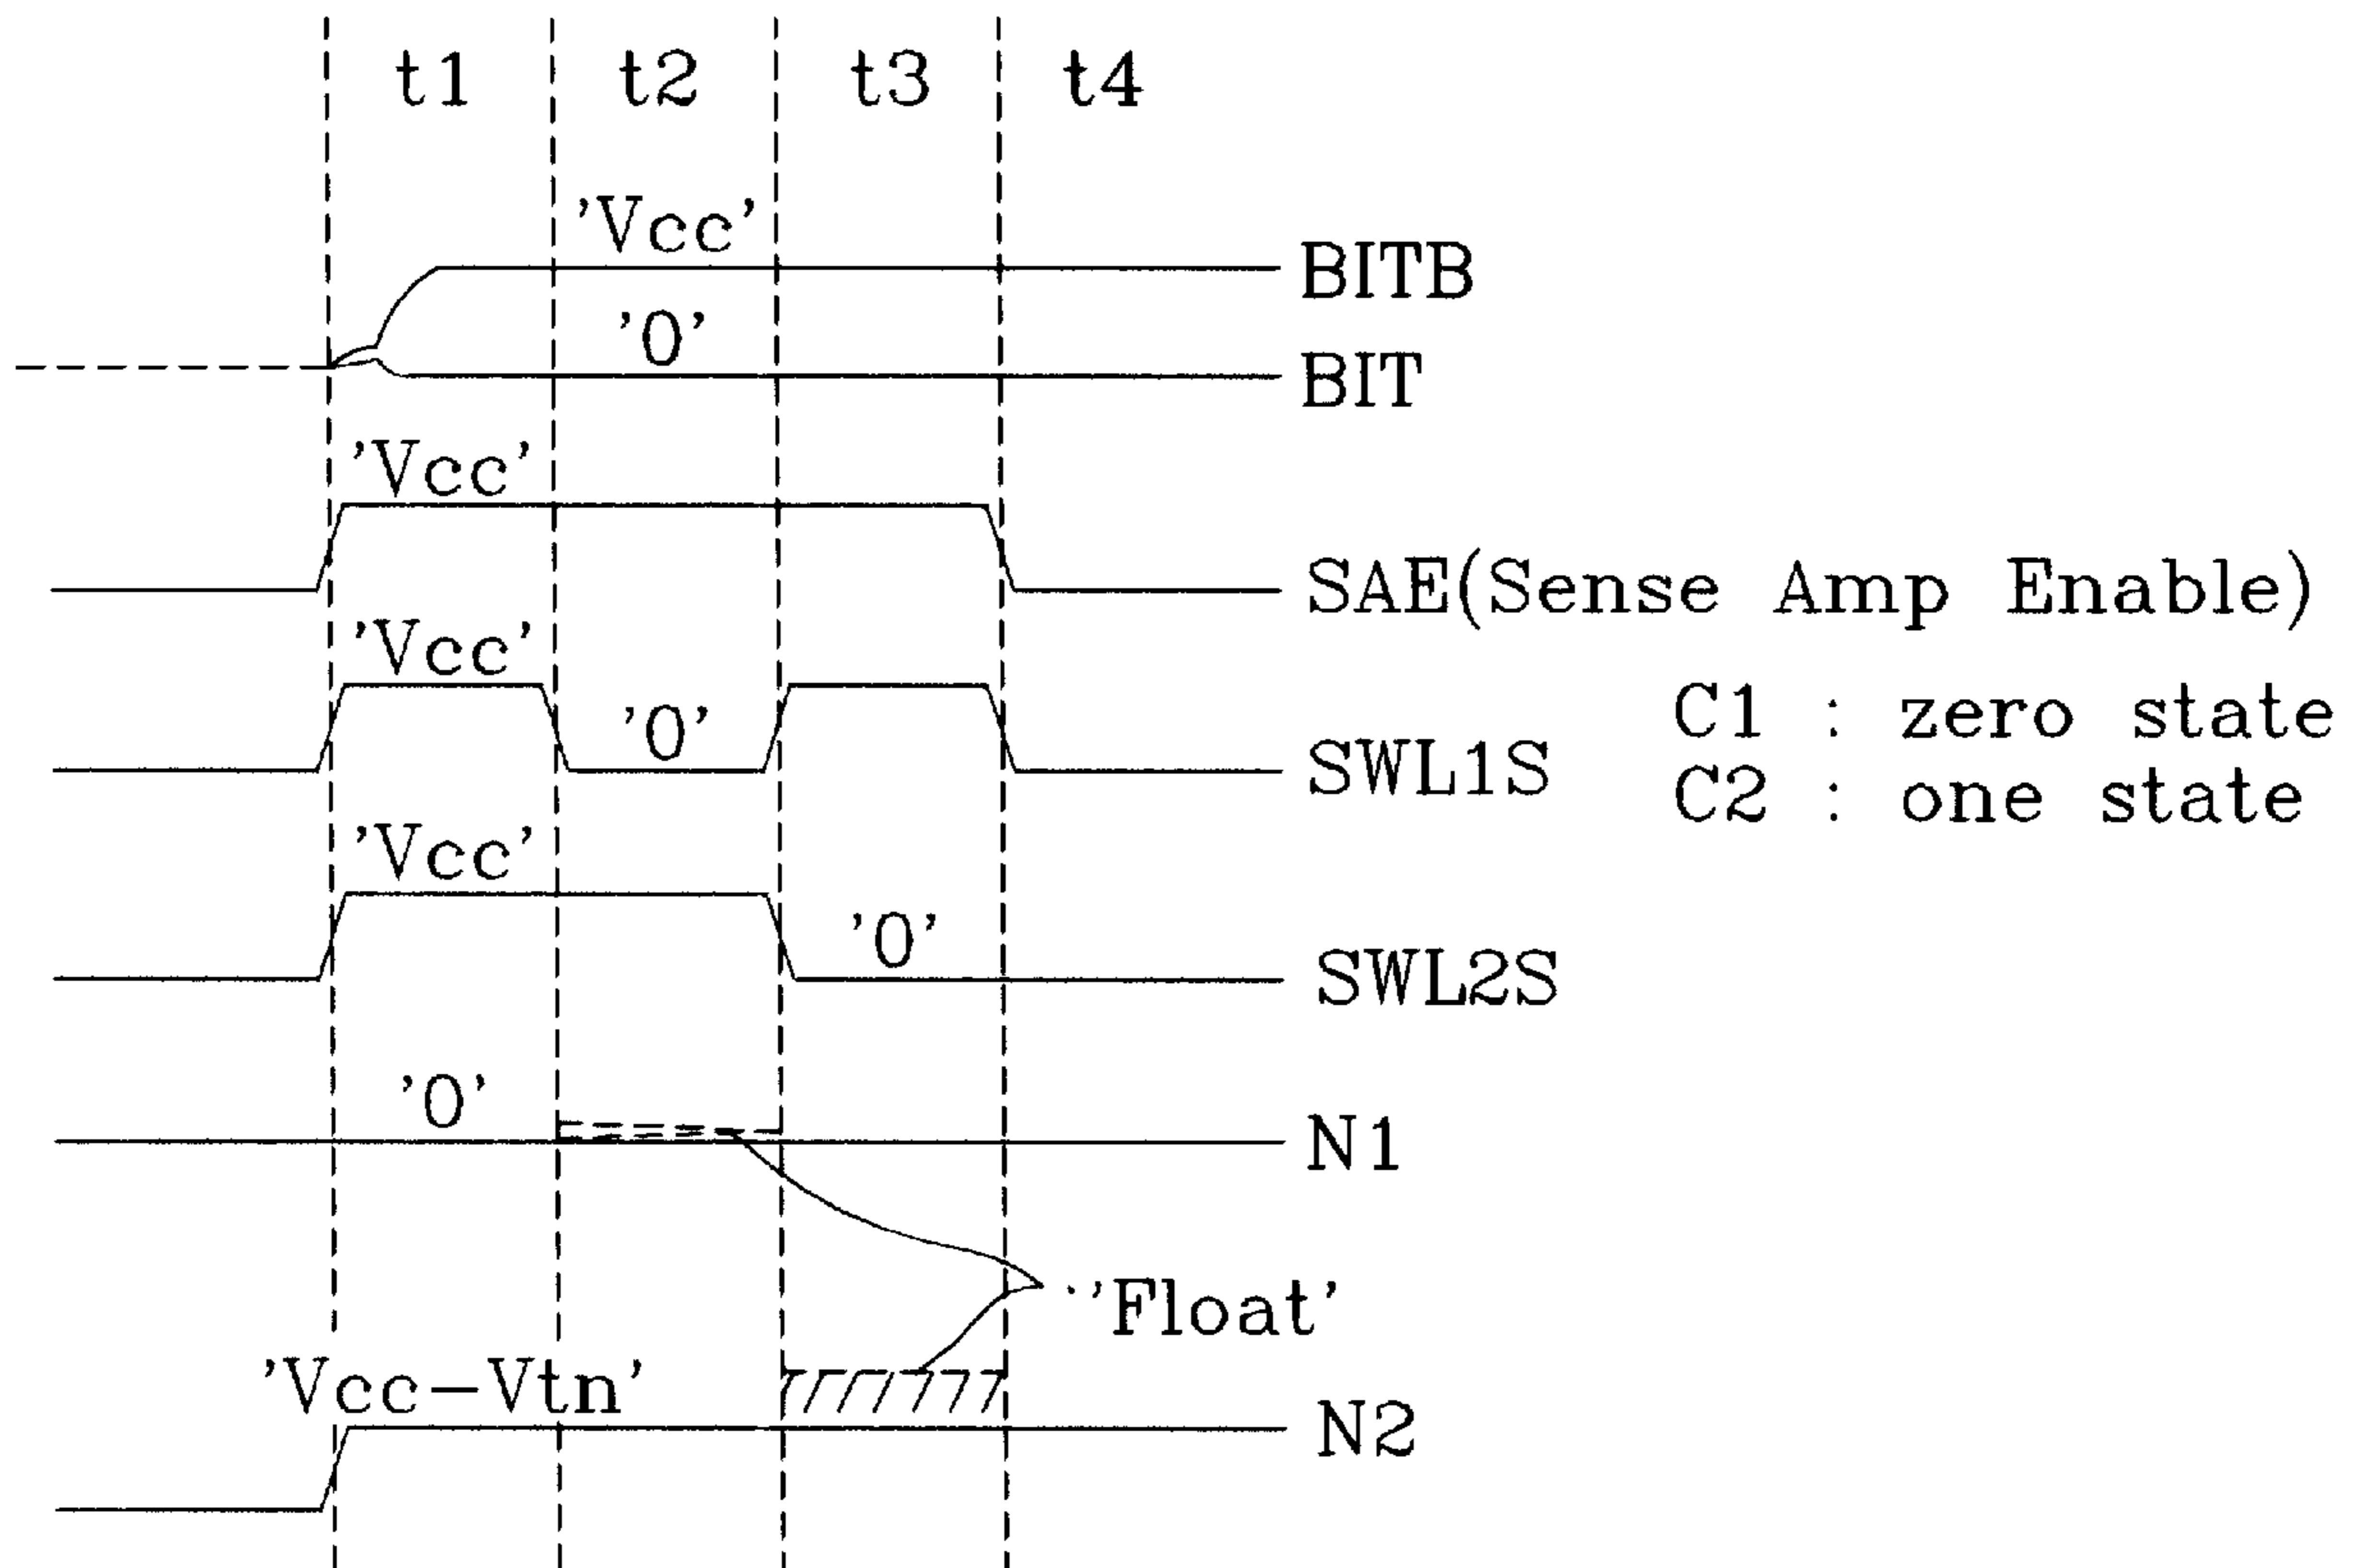 t1 t2 t3 t4
'Vcc'
BITB
'0'
BIT
'Vcc'
SAE(Sense Amp Enable)
'Vcc'
'0'
SWL1S
C1 : zero state
C2 : one state
'Vcc'
'0'
SWL2S
'0'
N1
'Float'
'Vcc-Vtn'
N2